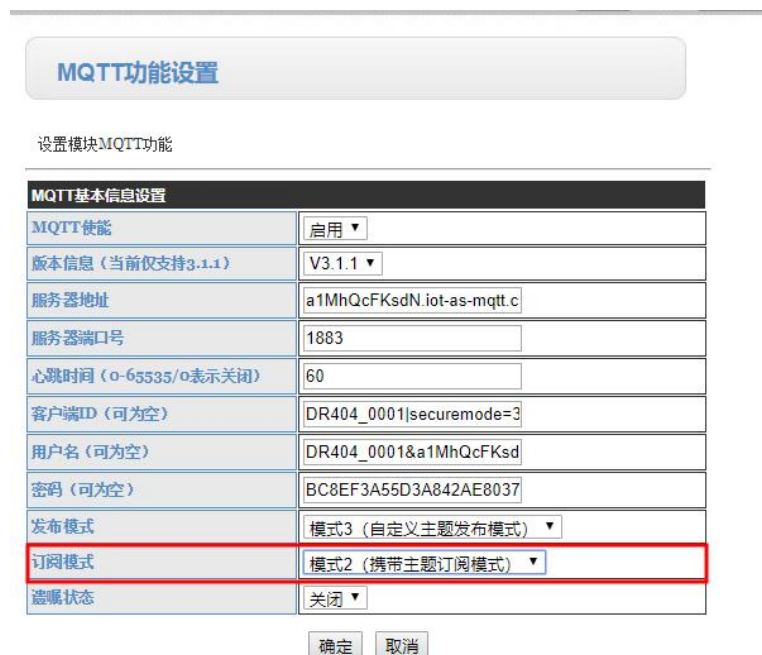 MQTT功能设置
设置模块MQTT功能
MQTT基本信息设置
MQTT使能 启用
版本信息（当前仅支持3.1.1） V3.1.1
服务器地址 a1MhQcFKsdN.iot-as-mqtt.c
服务器端口号 1883
心跳时间（0-65535/0表示关闭） 60
客户端ID（可为空） DR404_0001|securemode=3
用户名（可为空） DR404_0001&a1MhQcFKsd
密码（可为空） BC8EF3A55D3A842AE8037
发布模式 模式3（自定义主题发布模式）
订阅模式 模式2（携带主题订阅模式）
遗嘱状态 关闭
确定 取消